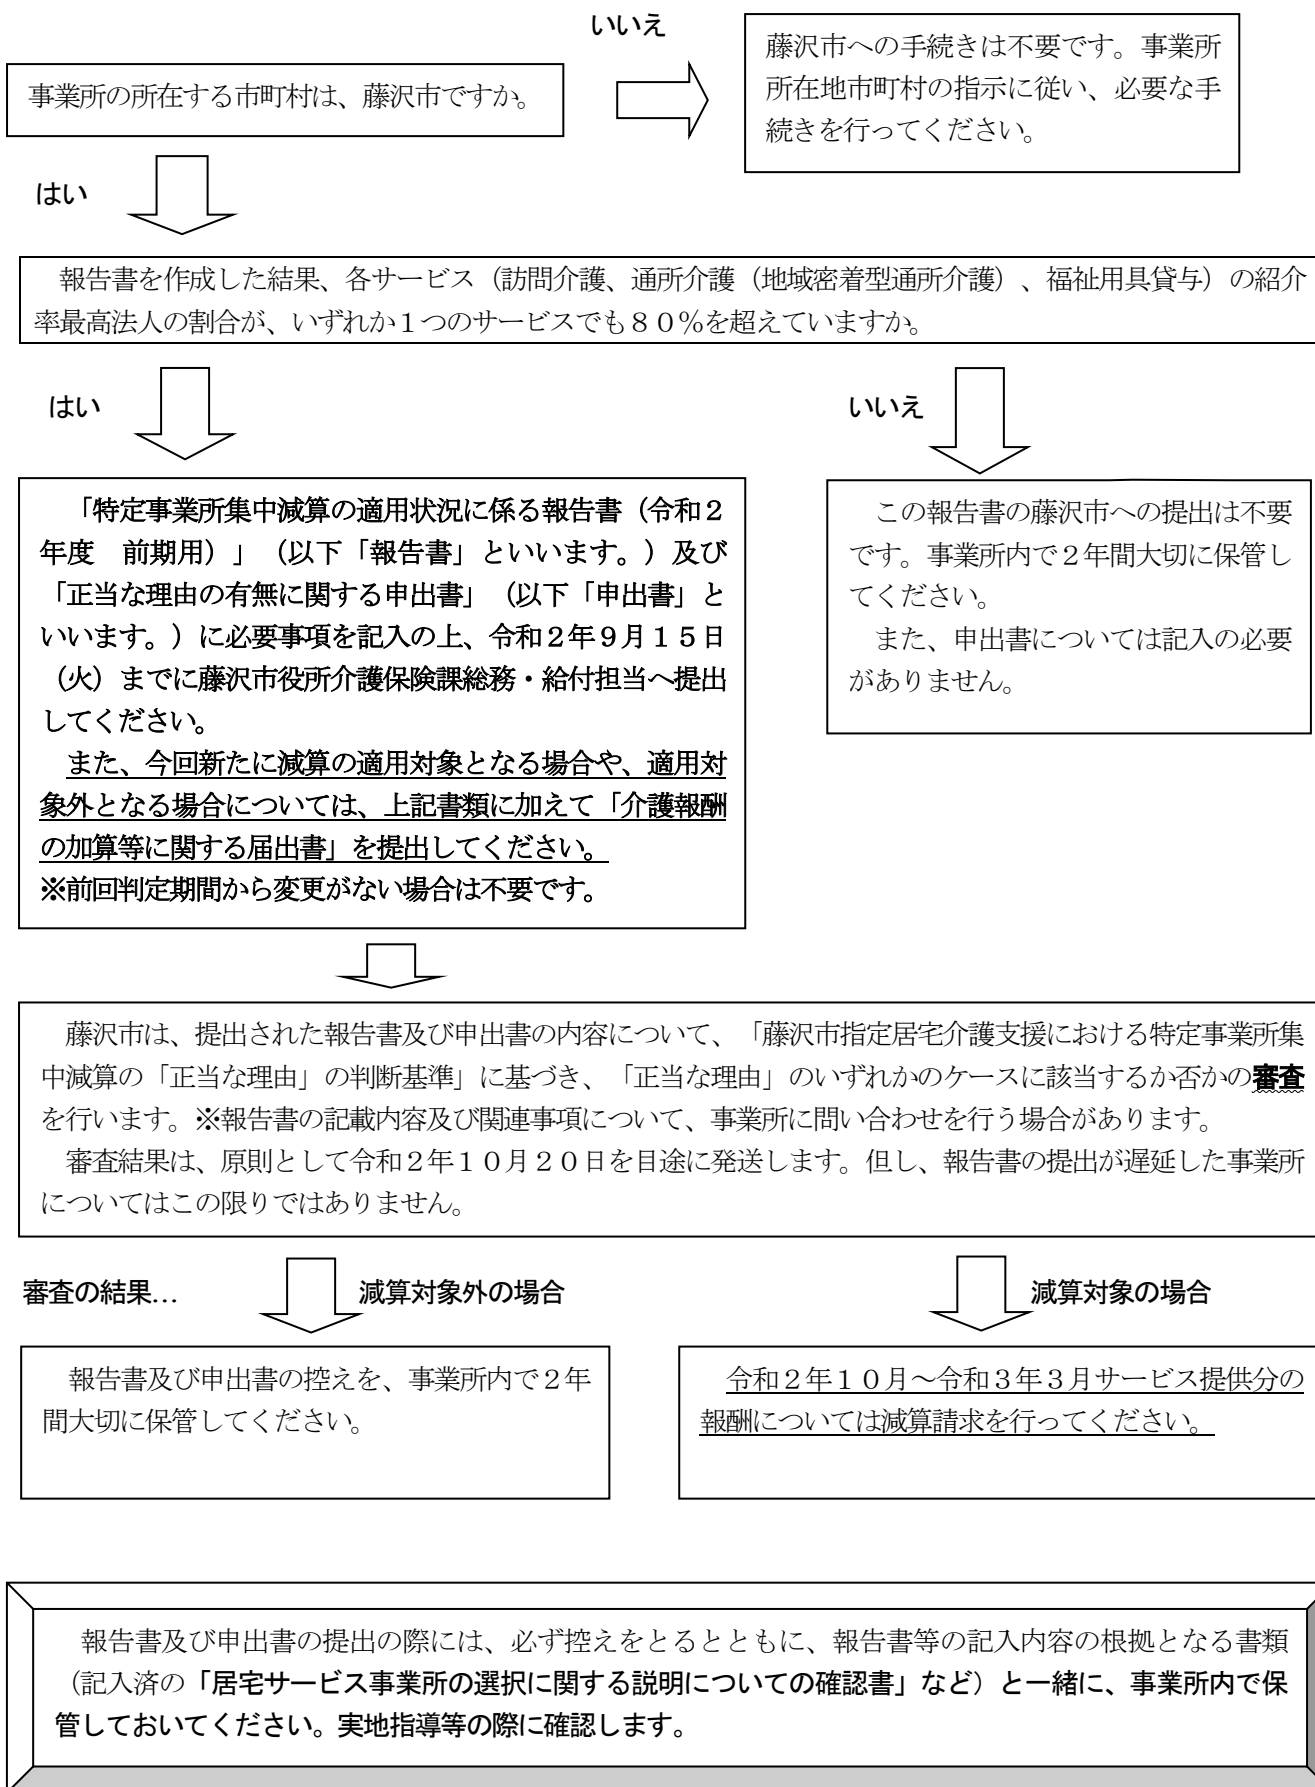 いいえ
藤沢市への手続きは不要です。事業所
所在地市町村の指示に従い、必要な手
続きを行ってください。
事業所の所在する市町村は、藤沢市ですか。
はい
報告書を作成した結果、各サービス（訪問介護、通所介護（地域密着型通所介護）、福祉用具貸与）の紹介
率最高法人の割合が、いずれか１つのサービスでも８０％を超えていますか。
はい
いいえ
「特定事業所集中減算の適用状況に係る報告書（令和２
年度　前期用）」（以下「報告書」といいます。）及び
「正当な理由の有無に関する申出書」（以下「申出書」と
いいます。）に必要事項を記入の上、令和２年９月１５日
（火）までに藤沢市役所介護保険課総務・給付担当へ提出
してください。
また、今回新たに減算の適用対象となる場合や、適用対
象外となる場合については、上記書類に加えて「介護報酬
の加算等に関する届出書」を提出してください。
※前回判定期間から変更がない場合は不要です。
この報告書の藤沢市への提出は不要
です。事業所内で２年間大切に保管し
てください。
また、申出書については記入の必要
がありません。
藤沢市は、提出された報告書及び申出書の内容について、「藤沢市指定居宅介護支援における特定事業所集
中減算の「正当な理由」の判断基準」に基づき、「正当な理由」のいずれかのケースに該当するか否かの審査
を行います。※報告書の記載内容及び関連事項について、事業所に問い合わせを行う場合があります。
審査結果は、原則として令和２年１０月２０日を目途に発送します。但し、報告書の提出が遅延した事業所
についてはこの限りではありません。
審査の結果…
減算対象外の場合
減算対象の場合
報告書及び申出書の控えを、事業所内で２年
間大切に保管してください。
令和２年１０月～令和３年３月サービス提供分の
報酬については減算請求を行ってください。
報告書及び申出書の提出の際には、必ず控えをとるとともに、報告書等の記入内容の根拠となる書類
（記入済の「居宅サービス事業所の選択に関する説明についての確認書」など）と一緒に、事業所内で保
管しておいてください。実地指導等の際に確認します。